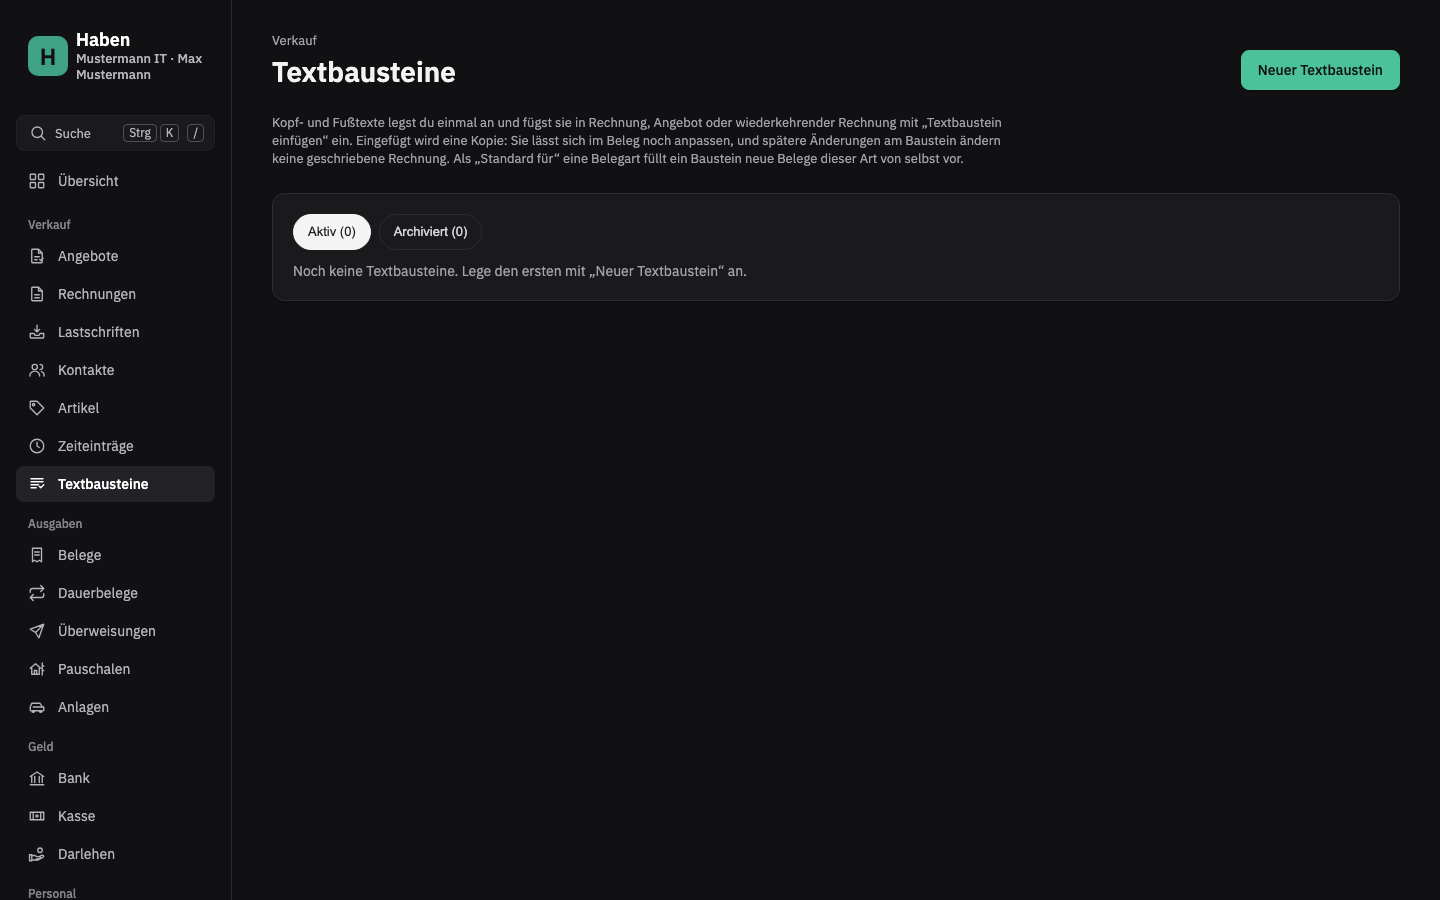 H
Haben
Mustermann IT · Max
Mustermann
Suche Strg K /
Übersicht
Verkauf
Angebote
Rechnungen
Lastschriften
Kontakte
Artikel
Zeiteinträge
Textbausteine
Ausgaben
Belege
Dauerbelege
Überweisungen
Pauschalen
Anlagen
Geld
Bank
Kasse
Darlehen
Personal
Verkauf
Textbausteine
Neuer Textbaustein
Kopf- und Fußtexte legst du einmal an und fügst sie in Rechnung, Angebot oder wiederkehrender Rechnung mit „Textbaustein
einfügen“ ein. Eingefügt wird eine Kopie: Sie lässt sich im Beleg noch anpassen, und spätere Änderungen am Baustein ändern
keine geschriebene Rechnung. Als „Standard für“ eine Belegart füllt ein Baustein neue Belege dieser Art von selbst vor.
Aktiv (0) Archiviert (0)
Noch keine Textbausteine. Lege den ersten mit „Neuer Textbaustein“ an.